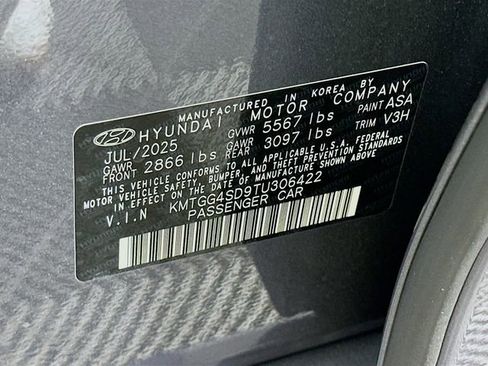 MANUFACTURED IN KOREA BY
HYUNDAI MOTOR COMPANY
JUL/2025 GVWR 5567 lbs PAINT ASA
GAWR FRONT 2866 lbs GAWR REAR 3097 lbs TRIM V3H
THIS VEHICLE CONFORMS TO ALL APPLICABLE U.S.A. FEDERAL
MOTOR VEHICLE SAFETY, BUMPER, AND THEFT PREVENTION STANDARDS
IN EFFECT ON THE DATE OF MANUFACTURE SHOWN ABOVE.
V.I.N KMTGG4SD9TU306422
PASSENGER CAR